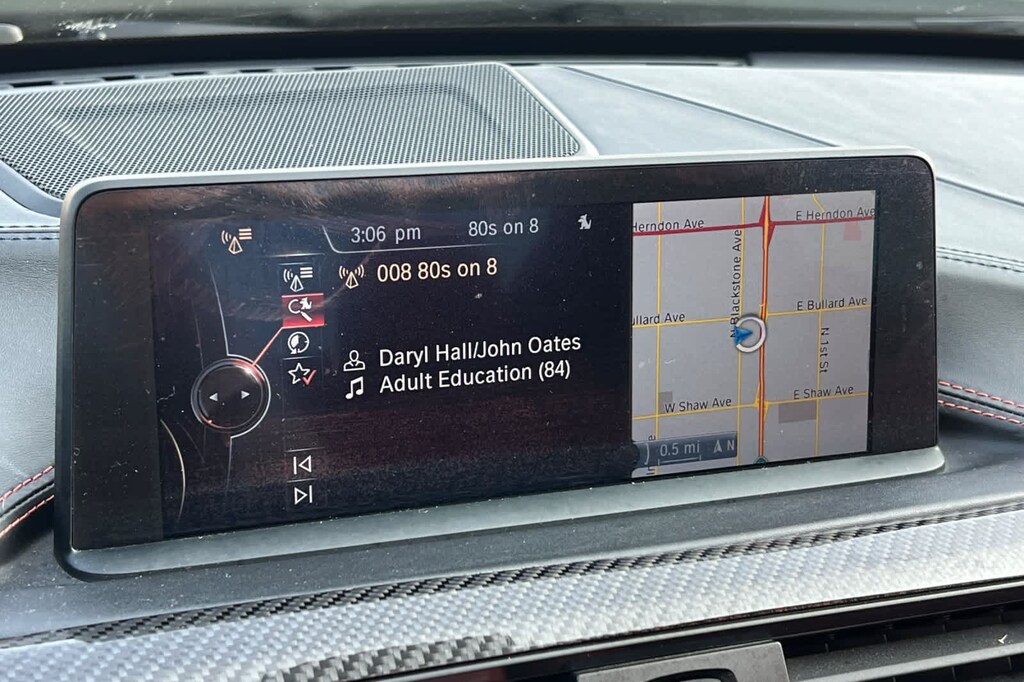 3:06 pm
80s on 8
008 80s on 8
Daryl Hall/John Oates
Adult Education (84)
Herndon Ave
E Herndon Ave
N Blackstone Ave
ullard Ave
E Bullard Ave
N 1st St
W Shaw Ave
E Shaw Ave
0.5 mi
N